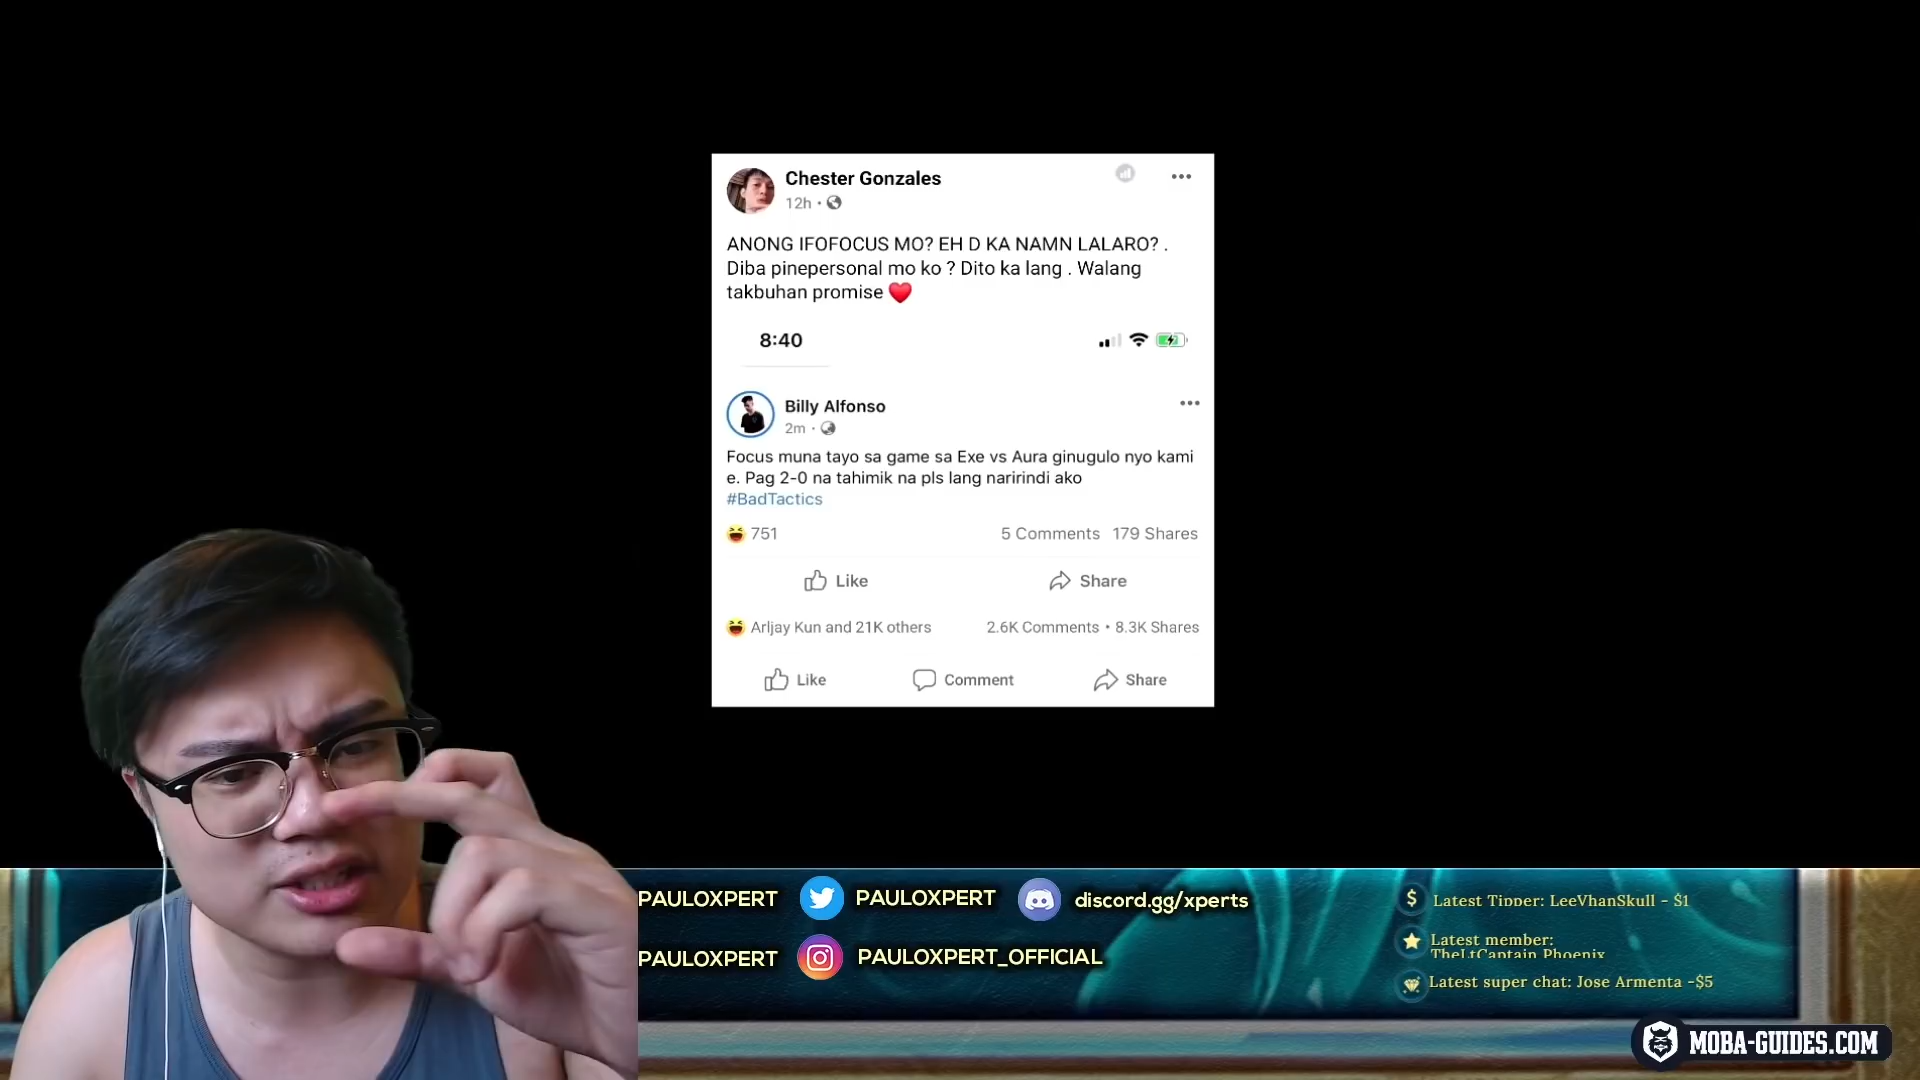 Chester Gonzales
12h
ANONG IFOFOCUS MO? EH D KA NAMN LALARO? .
Diba pinepersonal mo ko ? Dito ka lang . Walang
takbuhan promise
8:40
Billy Alfonso
2m
Focus muna tayo sa game sa Exe vs Aura ginugulo nyo kami
e. Pag 2-0 na tahimik na pls lang naririndi ako
#BadTactics
751 5 Comments 179 Shares
Like Share
Arljay Kun and 21K others 2.6K Comments • 8.3K Shares
Like Comment Share
PAULOXPERT PAULOXPERT discord.gg/xperts
PAULOXPERT PAULOXPERT_OFFICIAL
$ Latest Tipper: LeeVhanSkull - $1
Latest member:
TheLtCaptain Phoenix
Latest super chat: Jose Armenta -$5
MOBA-GUIDES.COM